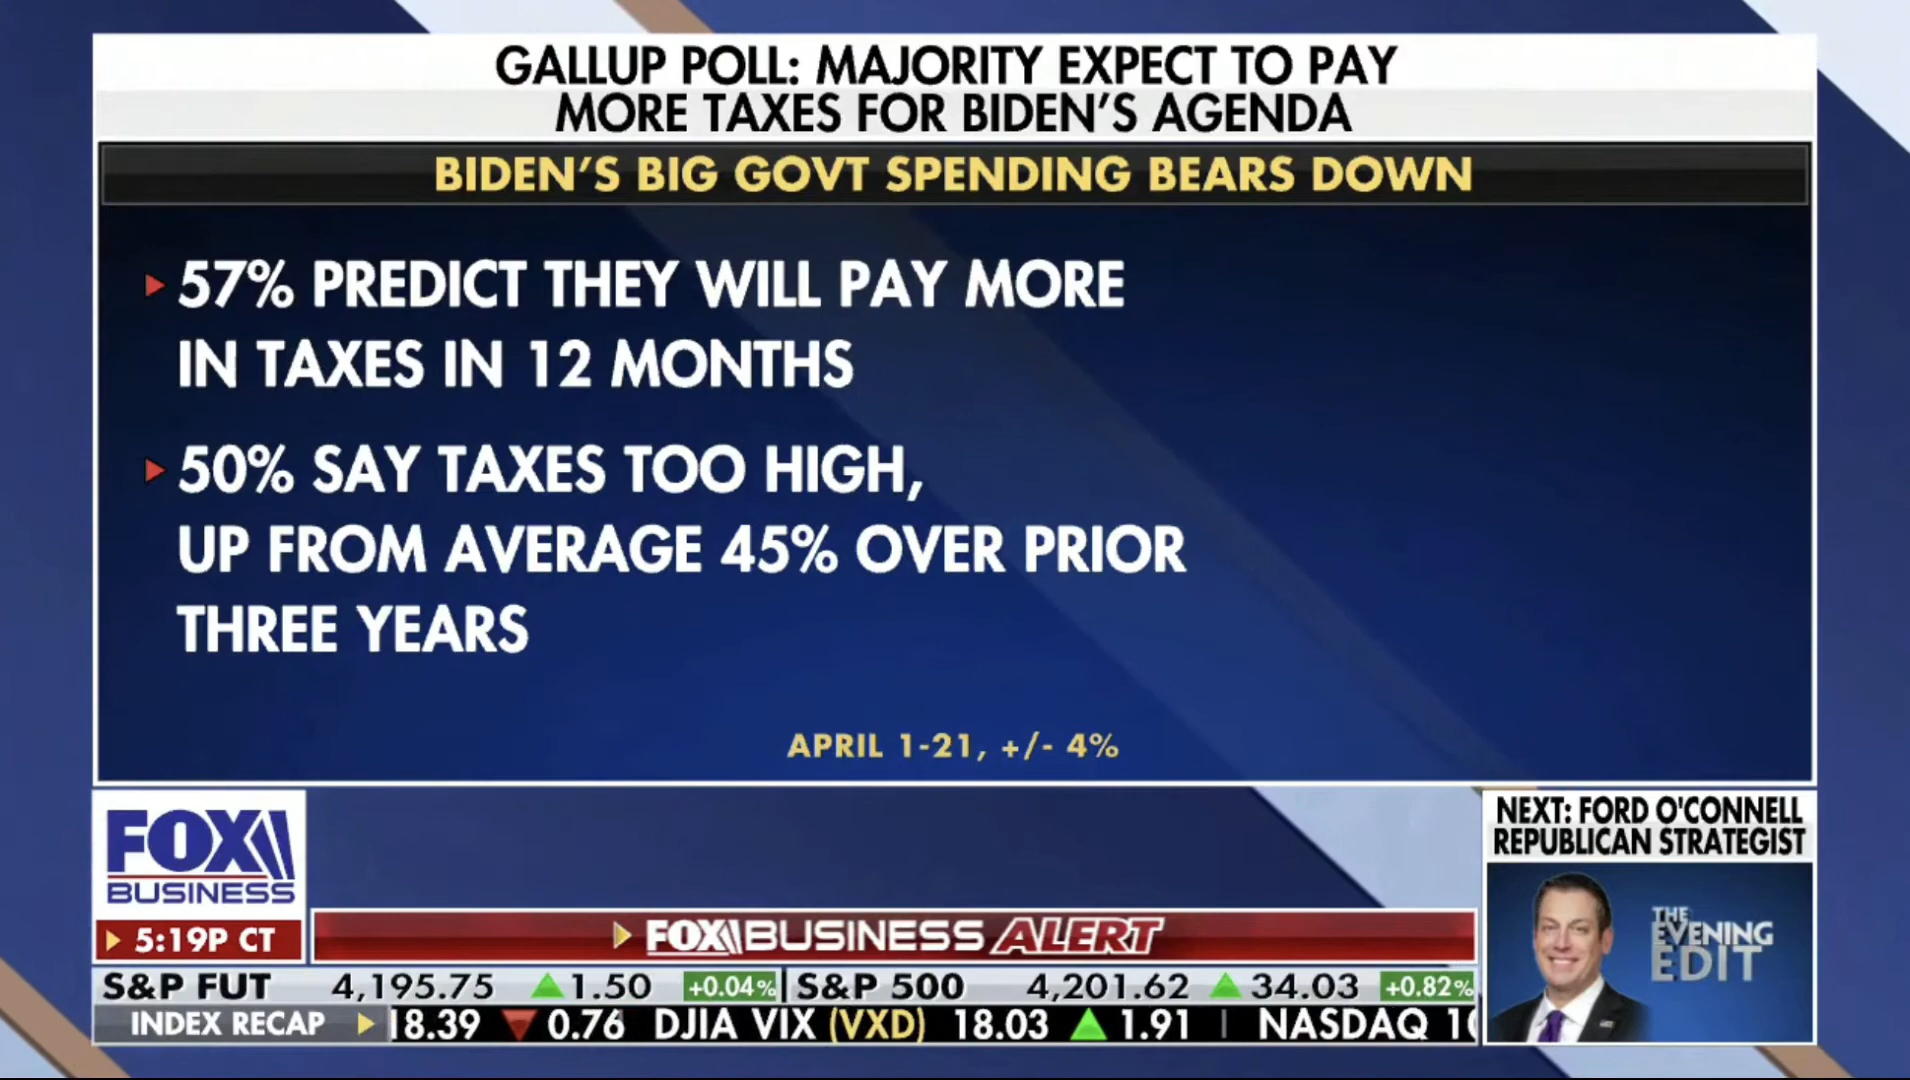 GALLUP POLL: MAJORITY EXPECT TO PAY
MORE TAXES FOR BIDEN'S AGENDA
BIDEN'S BIG GOVT SPENDING BEARS DOWN
57% PREDICT THEY WILL PAY MORE
IN TAXES IN 12 MONTHS
50% SAY TAXES TOO HIGH,
UP FROM AVERAGE 45% OVER PRIOR
THREE YEARS
APRIL 1-21, +/- 4%
FOX
BUSINESS
5:19P CT
FOX BUSINESS ALERT
NEXT: FORD O'CONNELL
REPUBLICAN STRATEGIST
THE
EVENING
EDIT
S&P FUT 4,195.75 1.50 +0.04% S&P 500 4,201.62 34.03 +0.82%
INDEX RECAP 18.39 0.76 DJIA VIX (VXD) 18.03 1.91 NASDAQ